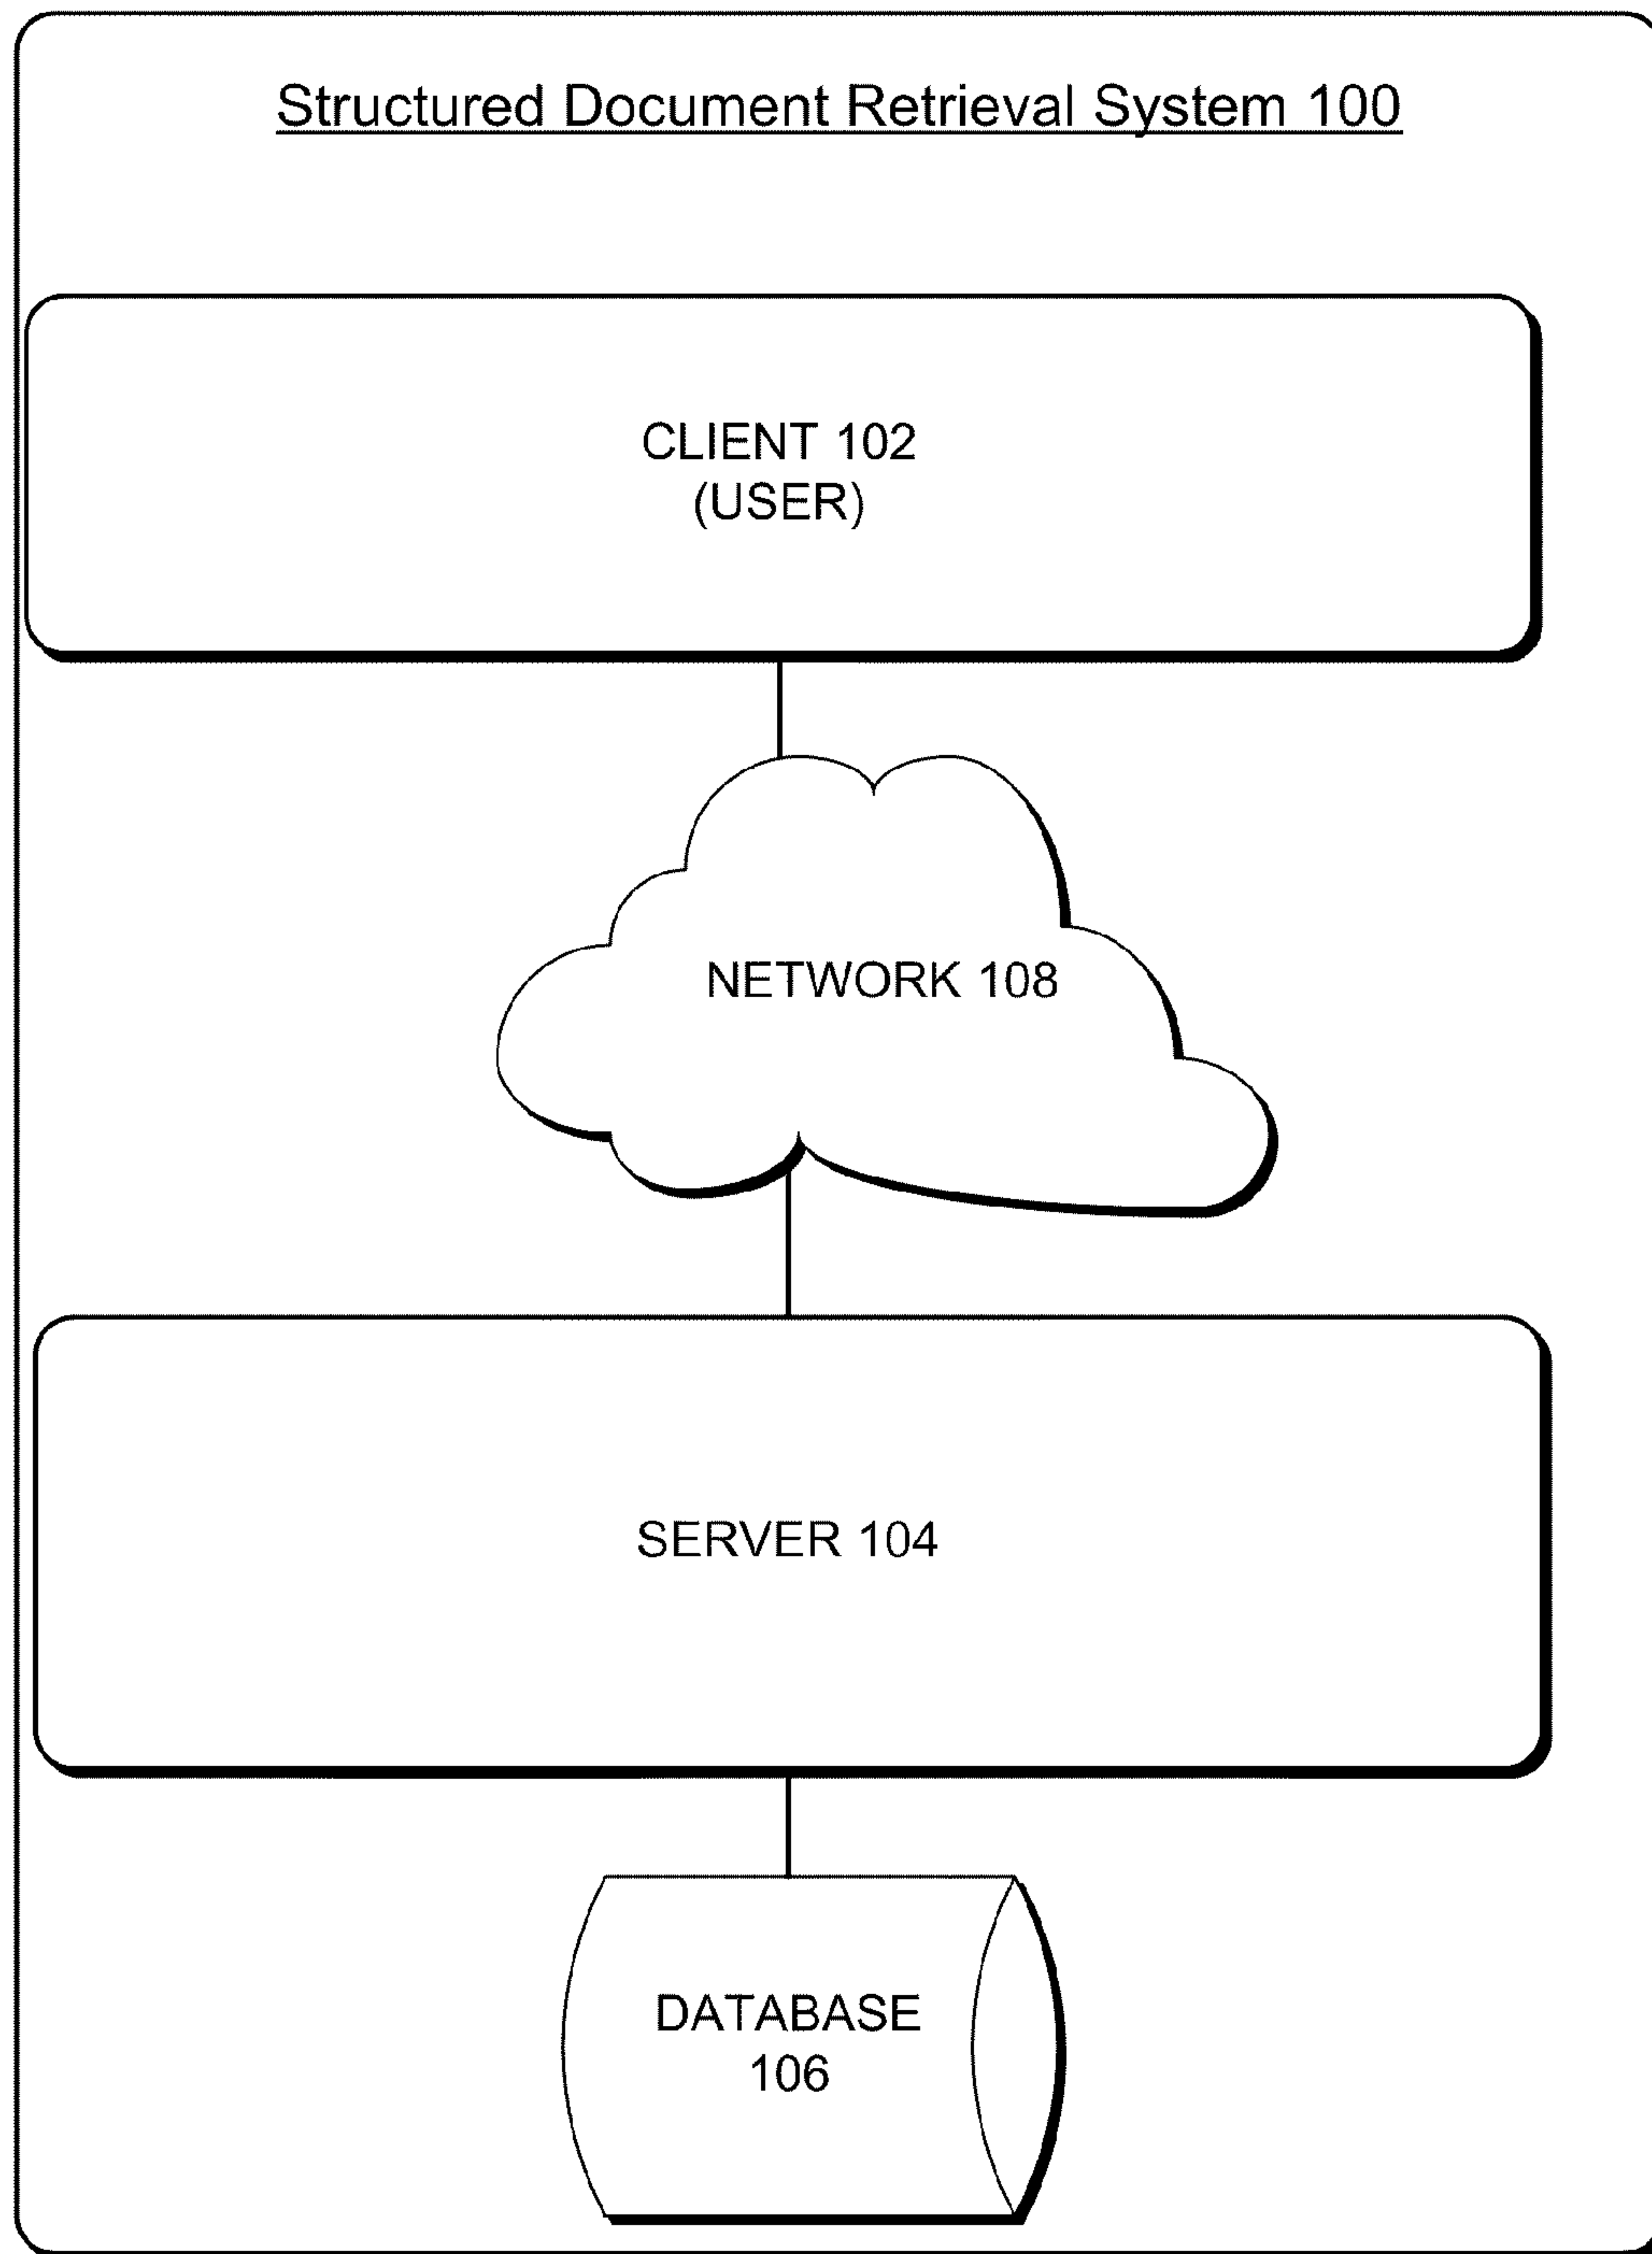 Structured Document Retrieval System 100
CLIENT 102
(USER)
NETWORK 108
SERVER 104
DATABASE
106